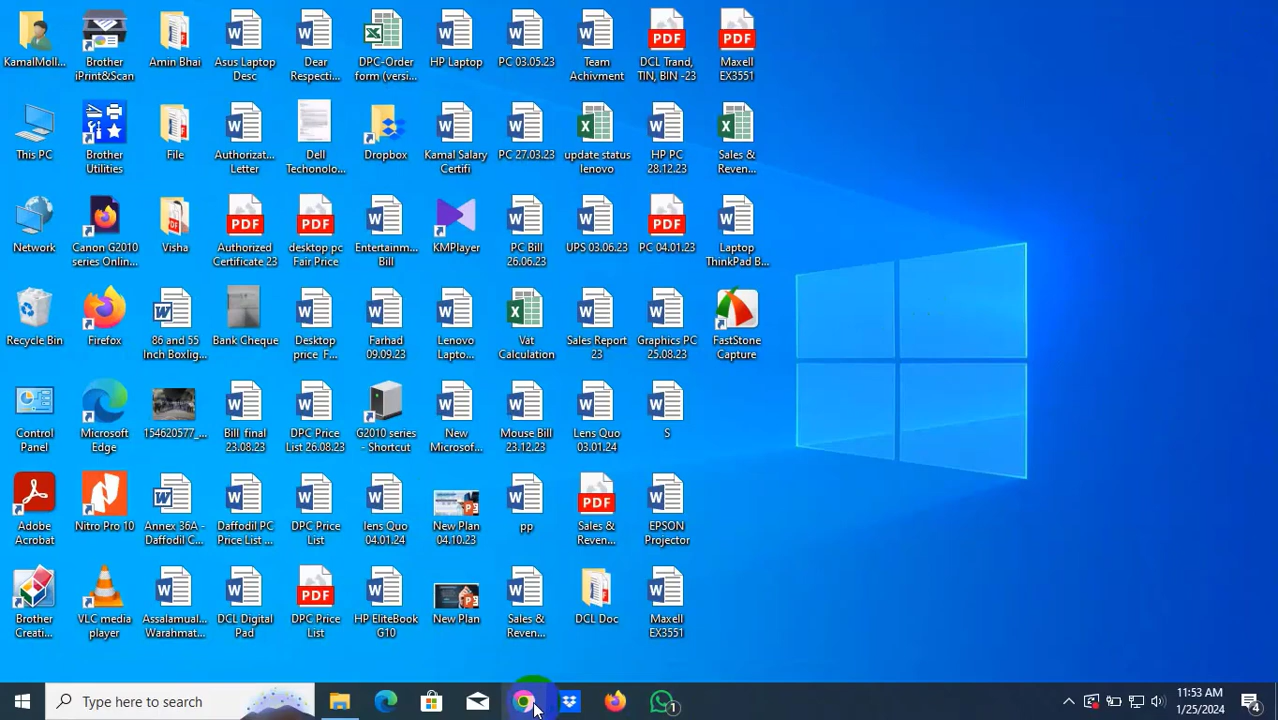 KamalMoll...
Brother
iPrint&Scan
Amin Bhai
Asus Laptop
Desc
Dear
Respecti...
DPC-Order
form (versi...
HP Laptop
PC 03.05.23
Team
Achivment
PDF
DCL Trand,
TIN, BIN -23
PDF
Maxell
EX3551
This PC
Brother
Utilities
File
Authorizat...
Letter
Dell
Techonolo...
Dropbox
Kamal Salary
Certifi
PC 27.03.23
update status
lenovo
HP PC
28.12.23
Sales &
Reven...
Network
Canon G2010
series Onlin...
Visha
PDF
Authorized
Certificate 23
PDF
desktop pc
Fair Price
Entertainm...
Bill
KMPlayer
PC Bill
26.06.23
UPS 03.06.23
PDF
PC 04.01.23
Laptop
ThinkPad B...
Recycle Bin
Firefox
86 and 55
Inch Boxlig...
Bank Cheque
Desktop
price F...
Farhad
09.09.23
Lenovo
Lapto...
Vat
Calculation
Sales Report
23
Graphics PC
25.08.23
FastStone
Capture
Control
Panel
Microsoft
Edge
154620577_...
Bill final
23.08.23
DPC Price
List 26.08.23
G2010 series
- Shortcut
New
Microsof...
Mouse Bill
23.12.23
Lens Quo
03.01.24
S
Adobe
Acrobat
Nitro Pro 10
Annex 36A -
Daffodil C...
Daffodil PC
Price List ...
DPC Price
List
lens Quo
04.01.24
New Plan
04.10.23
pp
PDF
Sales &
Reven...
EPSON
Projector
Brother
Creati...
VLC media
player
Assalamual...
Warahmat...
DCL Digital
Pad
PDF
DPC Price
List
HP EliteBook
G10
New Plan
Sales &
Reven...
DCL Doc
Maxell
EX3551
Type here to search
1
11:53 AM
1/25/2024
4